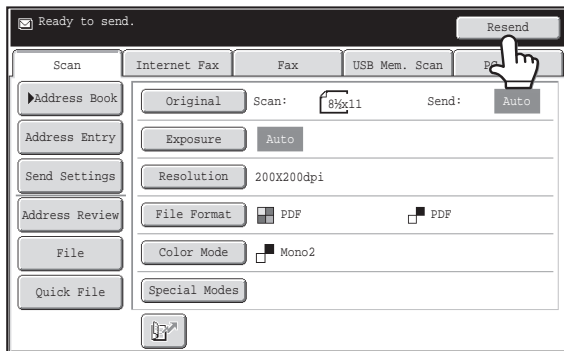 Ready to send.
Resend
Scan
Internet Fax
Fax
USB Mem. Scan
Address Book
Original
Scan:
8½x11
Send:
Auto
Address Entry
Exposure
Auto
Send Settings
Resolution
200X200dpi
Address Review
File Format
PDF
PDF
File
Color Mode
Mono2
Quick File
Special Modes